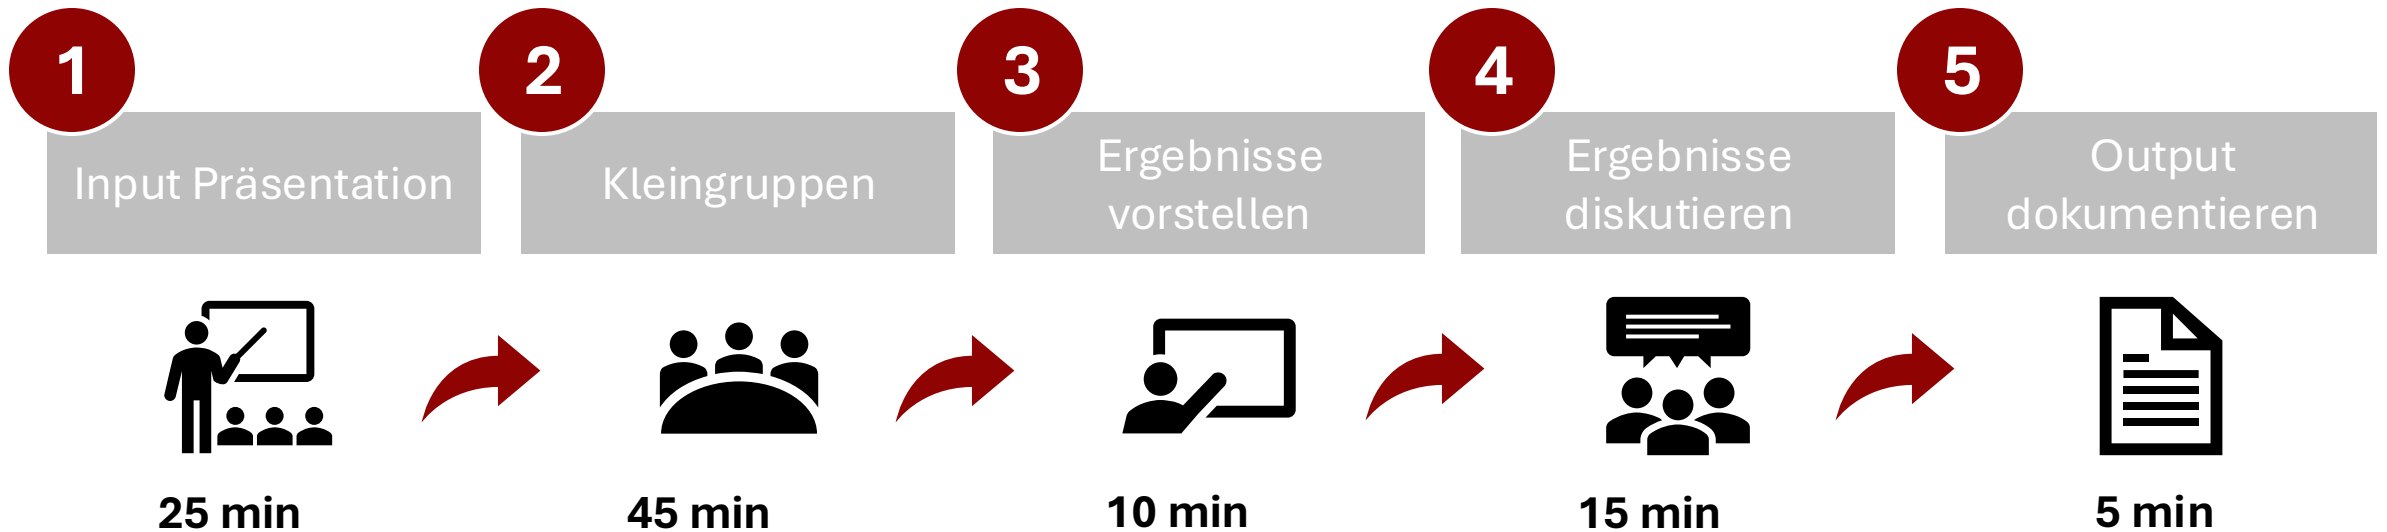 1
Input Präsentation
25 min
2
Kleingruppen
45 min
3
Ergebnisse
vorstellen
10 min
4
Ergebnisse
diskutieren
15 min
5
Output
dokumentieren
5 min